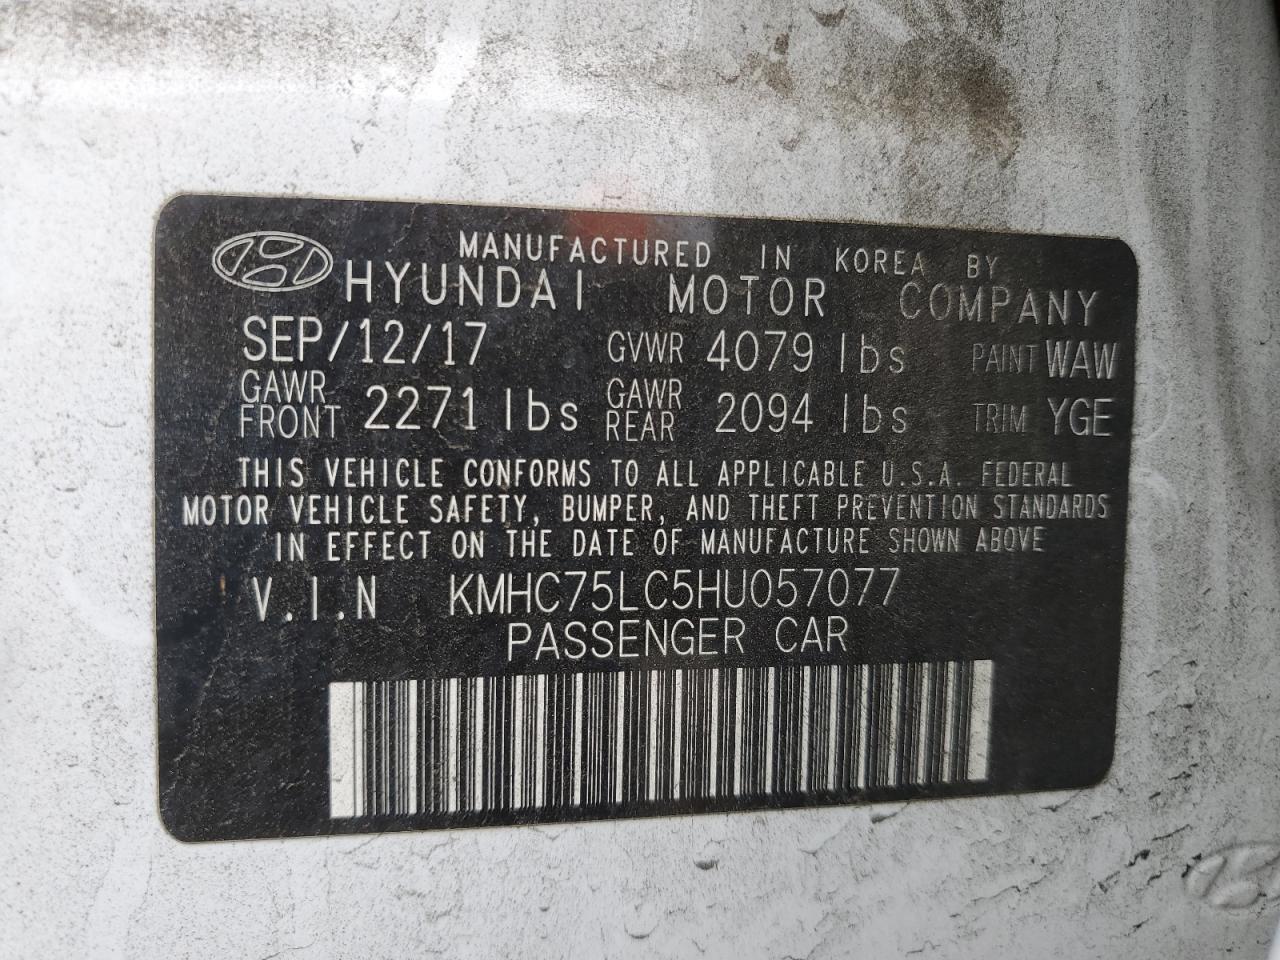 MANUFACTURED IN KOREA BY
HYUNDAI MOTOR COMPANY
SEP/12/17 GVWR 4079 lbs PAINT WAW
GAWR FRONT 2271 lbs GAWR REAR 2094 lbs TRIM YGE
THIS VEHICLE CONFORMS TO ALL APPLICABLE U.S.A. FEDERAL
MOTOR VEHICLE SAFETY, BUMPER, AND THEFT PREVENTION STANDARDS
IN EFFECT ON THE DATE OF MANUFACTURE SHOWN ABOVE
V.I.N KMHC75LC5HU057077
PASSENGER CAR